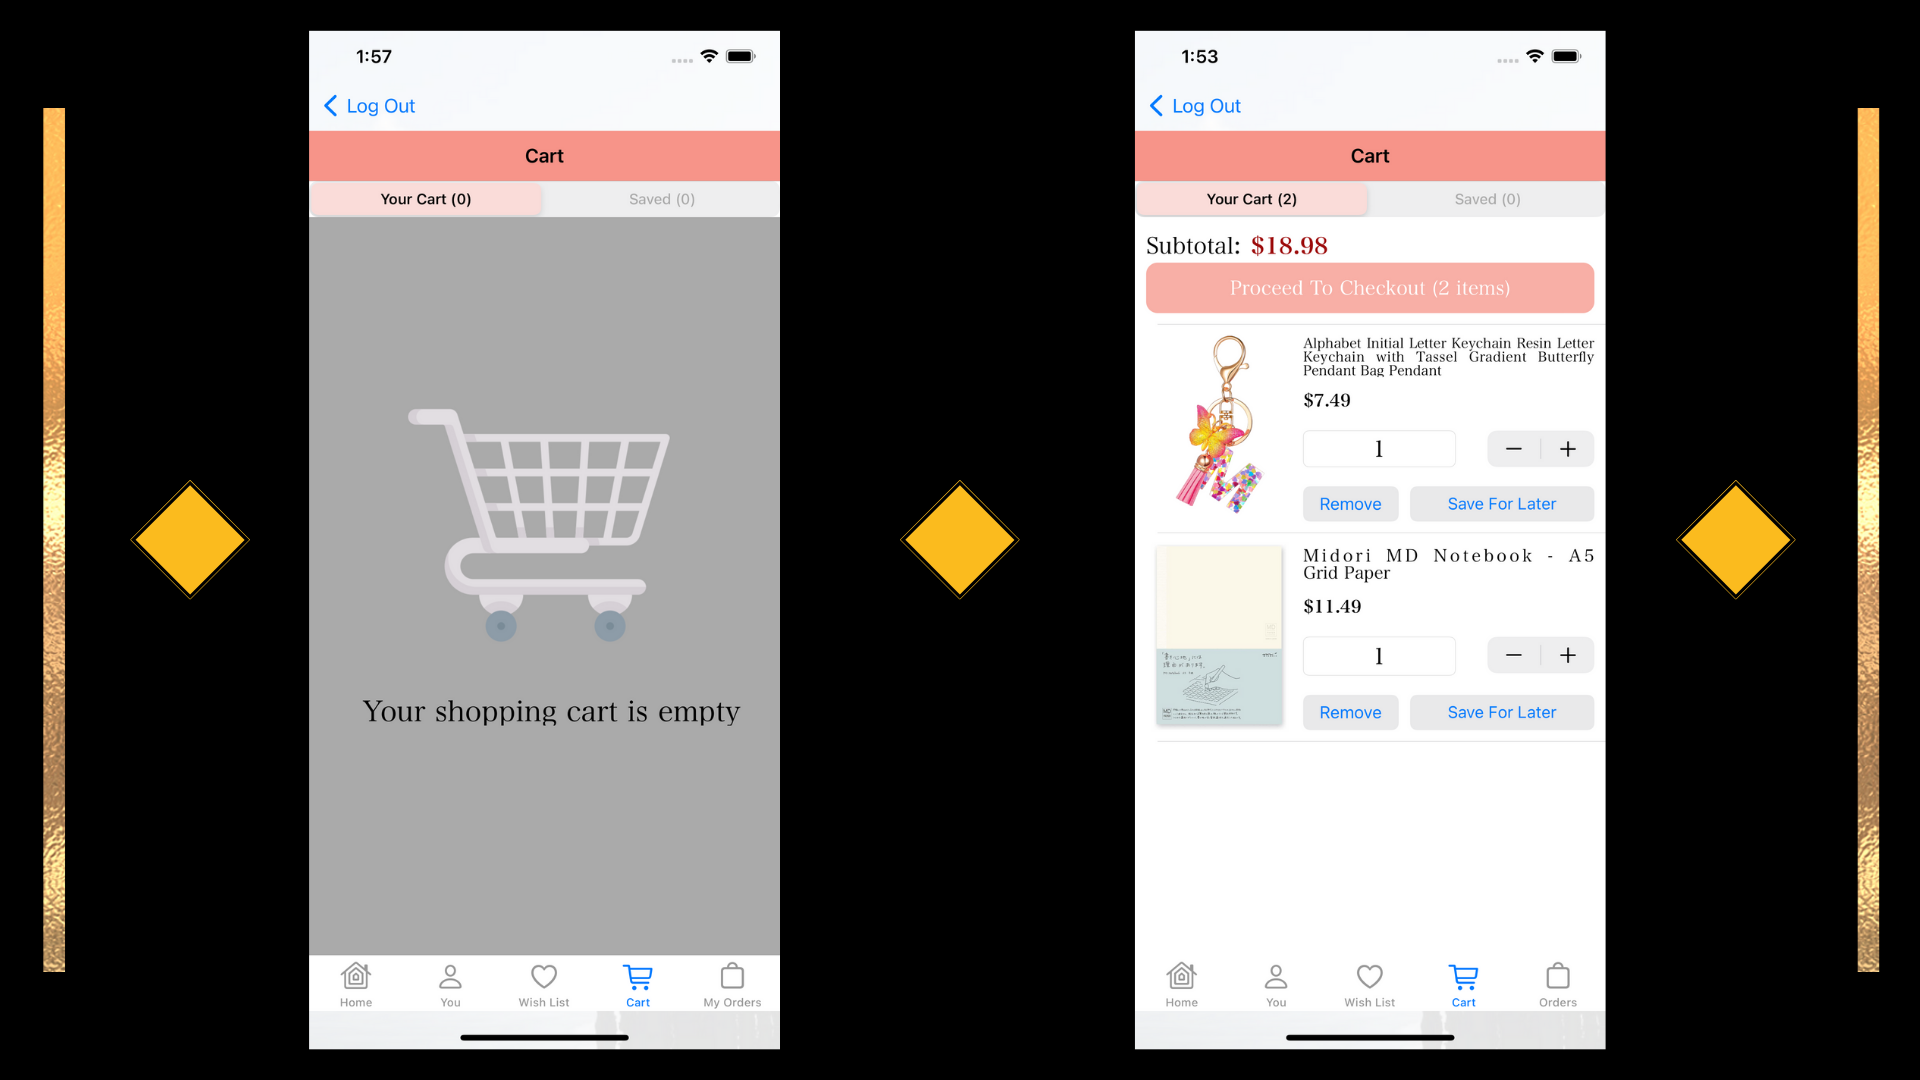 1:57
Log Out
Cart
Your Cart (0)
Saved (0)
Your shopping cart is empty
Home
You
Wish List
Cart
My Orders
1:53
Log Out
Cart
Your Cart (2)
Saved (0)
Subtotal: $18.98
Proceed To Checkout (2 items)
Alphabet Initial Letter Keychain Resin Letter
Keychain with Tassel Gradient Butterfly
Pendant Bag Pendant
$7.49
1
Remove
Save For Later
Midori MD Notebook - A5
Grid Paper
$11.49
1
Remove
Save For Later
Home
You
Wish List
Cart
Orders